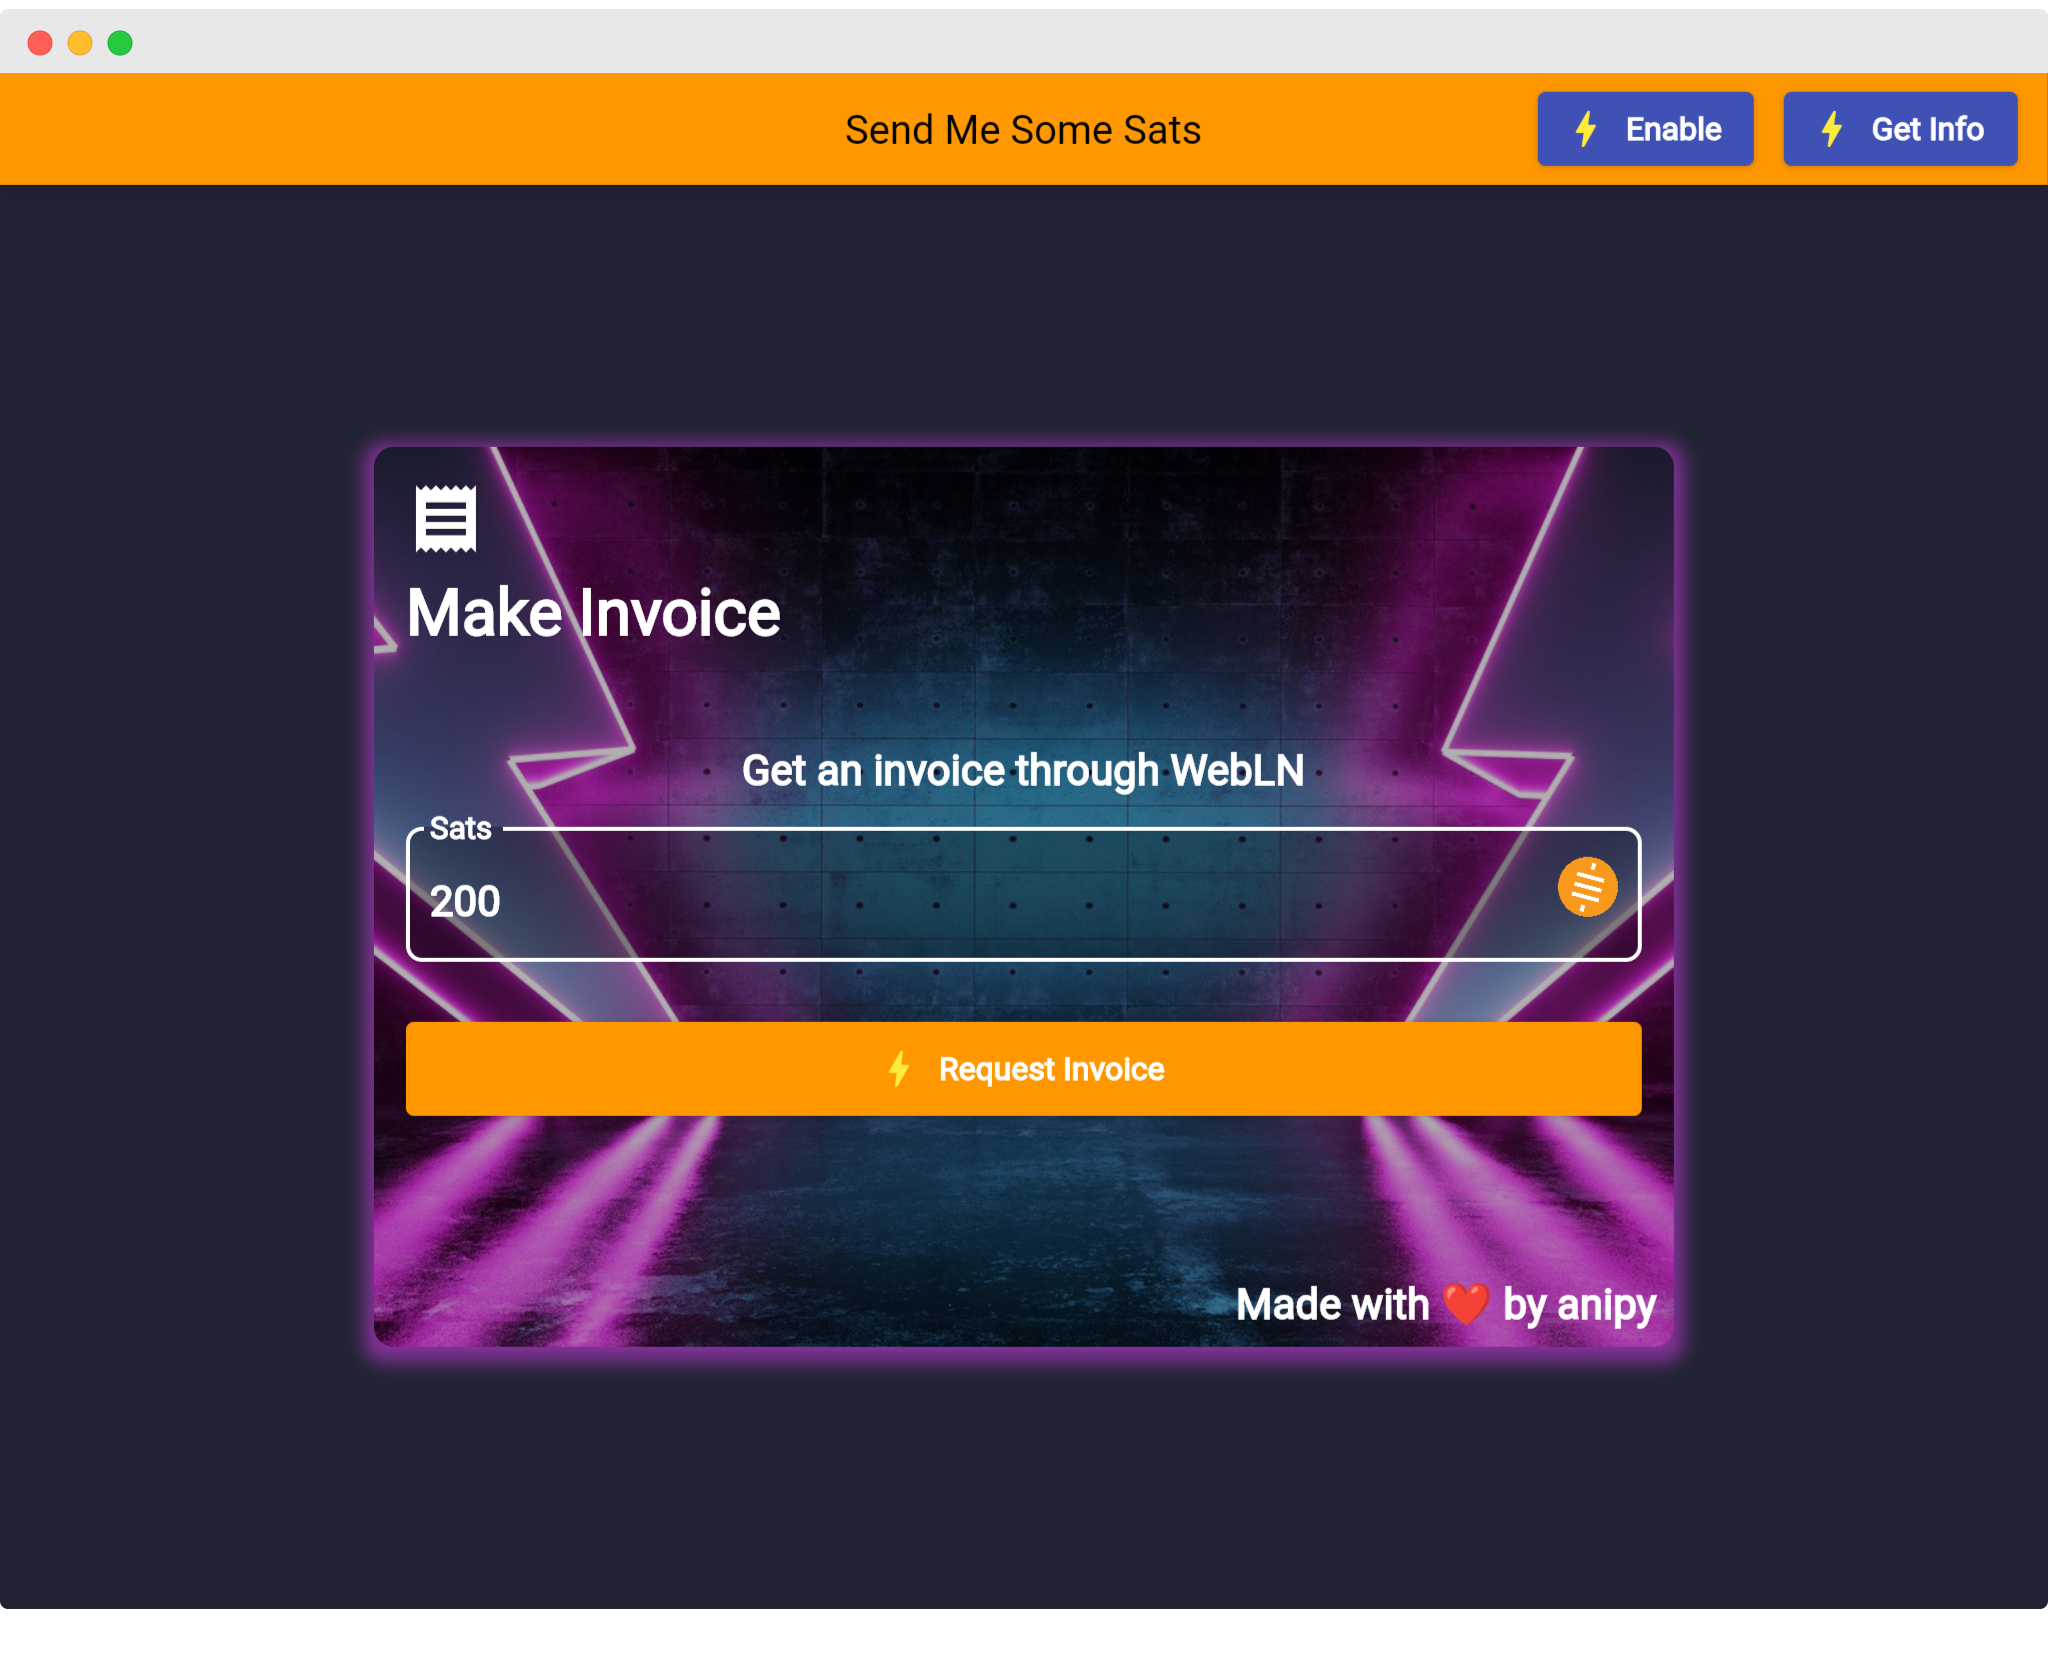 Send Me Some Sats
Enable
Get Info
Make Invoice
Get an invoice through WebLN
Sats
200
Request Invoice
Made with ❤️ by anipy